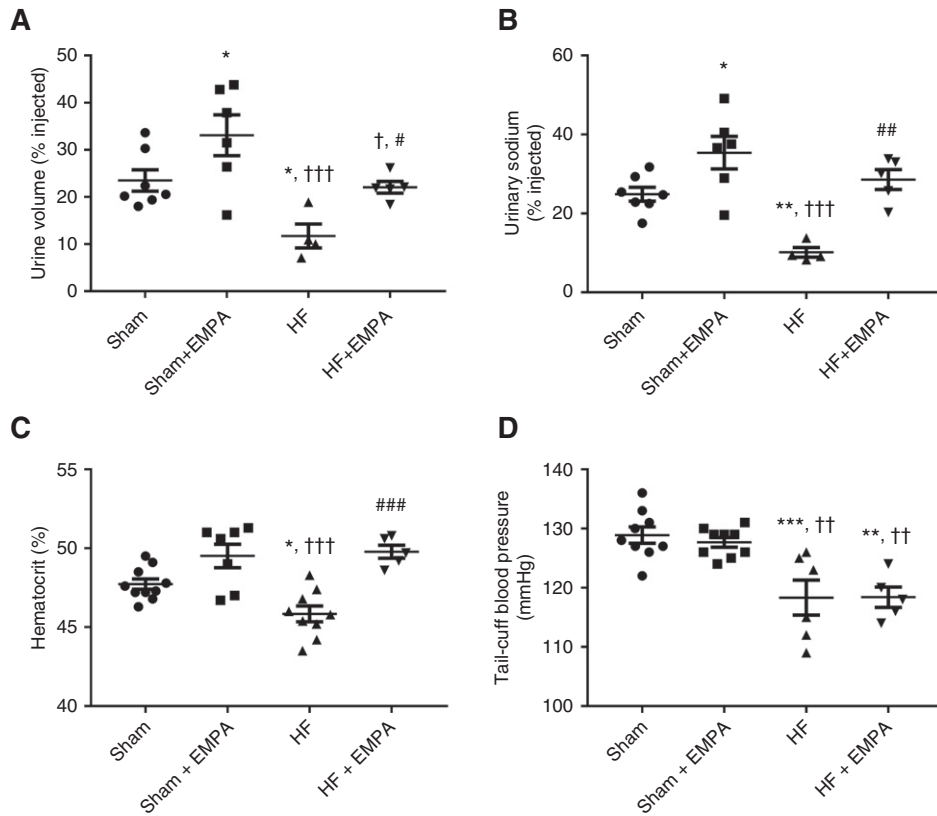 A
Urine volume (% injected)
50
40
30
20
10
0
*
*, †††
†, #
Sham
Sham+EMPA
HF
HF+EMPA
B
Urinary sodium
(% injected)
60
40
20
0
*
**, †††
##
Sham
Sham+EMPA
HF
HF+EMPA
C
Hematocrit (%)
55
50
45
40
*, †††
###
Sham
Sham + EMPA
HF
HF + EMPA
D
Tail-cuff blood pressure
(mmHg)
140
130
120
110
100
***, ††
**, ††
Sham
Sham + EMPA
HF
HF + EMPA